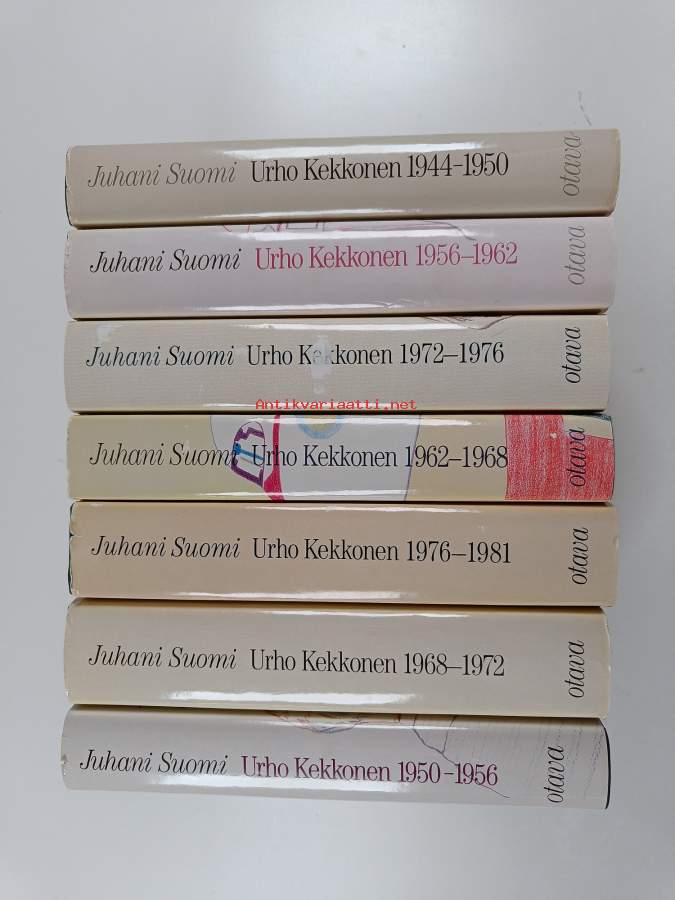 Juhani Suomi Urho Kekkonen 1944–1950 otava
Juhani Suomi Urho Kekkonen 1956–1962 otava
Juhani Suomi Urho Kekkonen 1972–1976 otava
Antikvariaatti.net
Juhani Suomi Urho Kekkonen 1962–1968 otava
Juhani Suomi Urho Kekkonen 1976–1981 otava
Juhani Suomi Urho Kekkonen 1968–1972 otava
Juhani Suomi Urho Kekkonen 1950–1956 otava